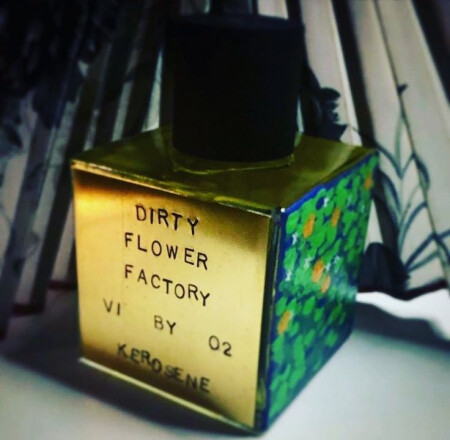 DIRTY
FLOWER
FACTORY
VI BY O2
KEROSENE